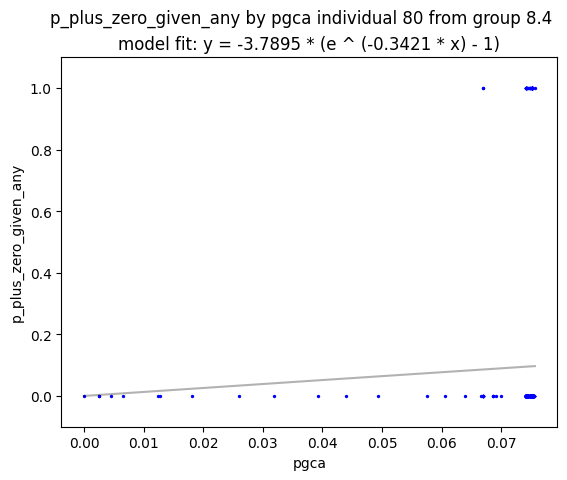 p_plus_zero_given_any by pgca individual 80 from group 8.4
model fit: y = -3.7895 * (e ^ (-0.3421 * x) - 1)
1.0
0.8
0.6
0.4
0.2
0.0
p_plus_zero_given_any
0.00 0.01 0.02 0.03 0.04 0.05 0.06 0.07
pgca